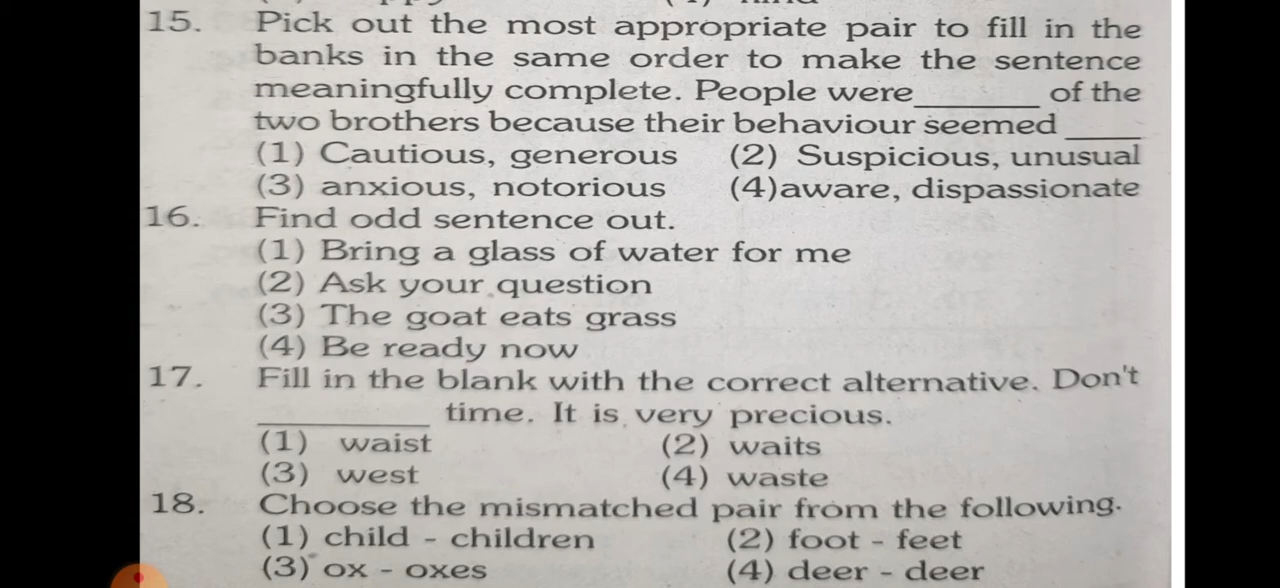 15. Pick out the most appropriate pair to fill in the
banks in the same order to make the sentence
meaningfully complete. People were________ of the
two brothers because their behaviour seemed _____
(1) Cautious, generous (2) Suspicious, unusual
(3) anxious, notorious (4)aware, dispassionate
16. Find odd sentence out.
(1) Bring a glass of water for me
(2) Ask your question
(3) The goat eats grass
(4) Be ready now
17. Fill in the blank with the correct alternative. Don't
___________ time. It is very precious.
(1) waist (2) waits
(3) west (4) waste
18. Choose the mismatched pair from the following.
(1) child - children (2) foot - feet
(3) ox - oxes (4) deer - deer